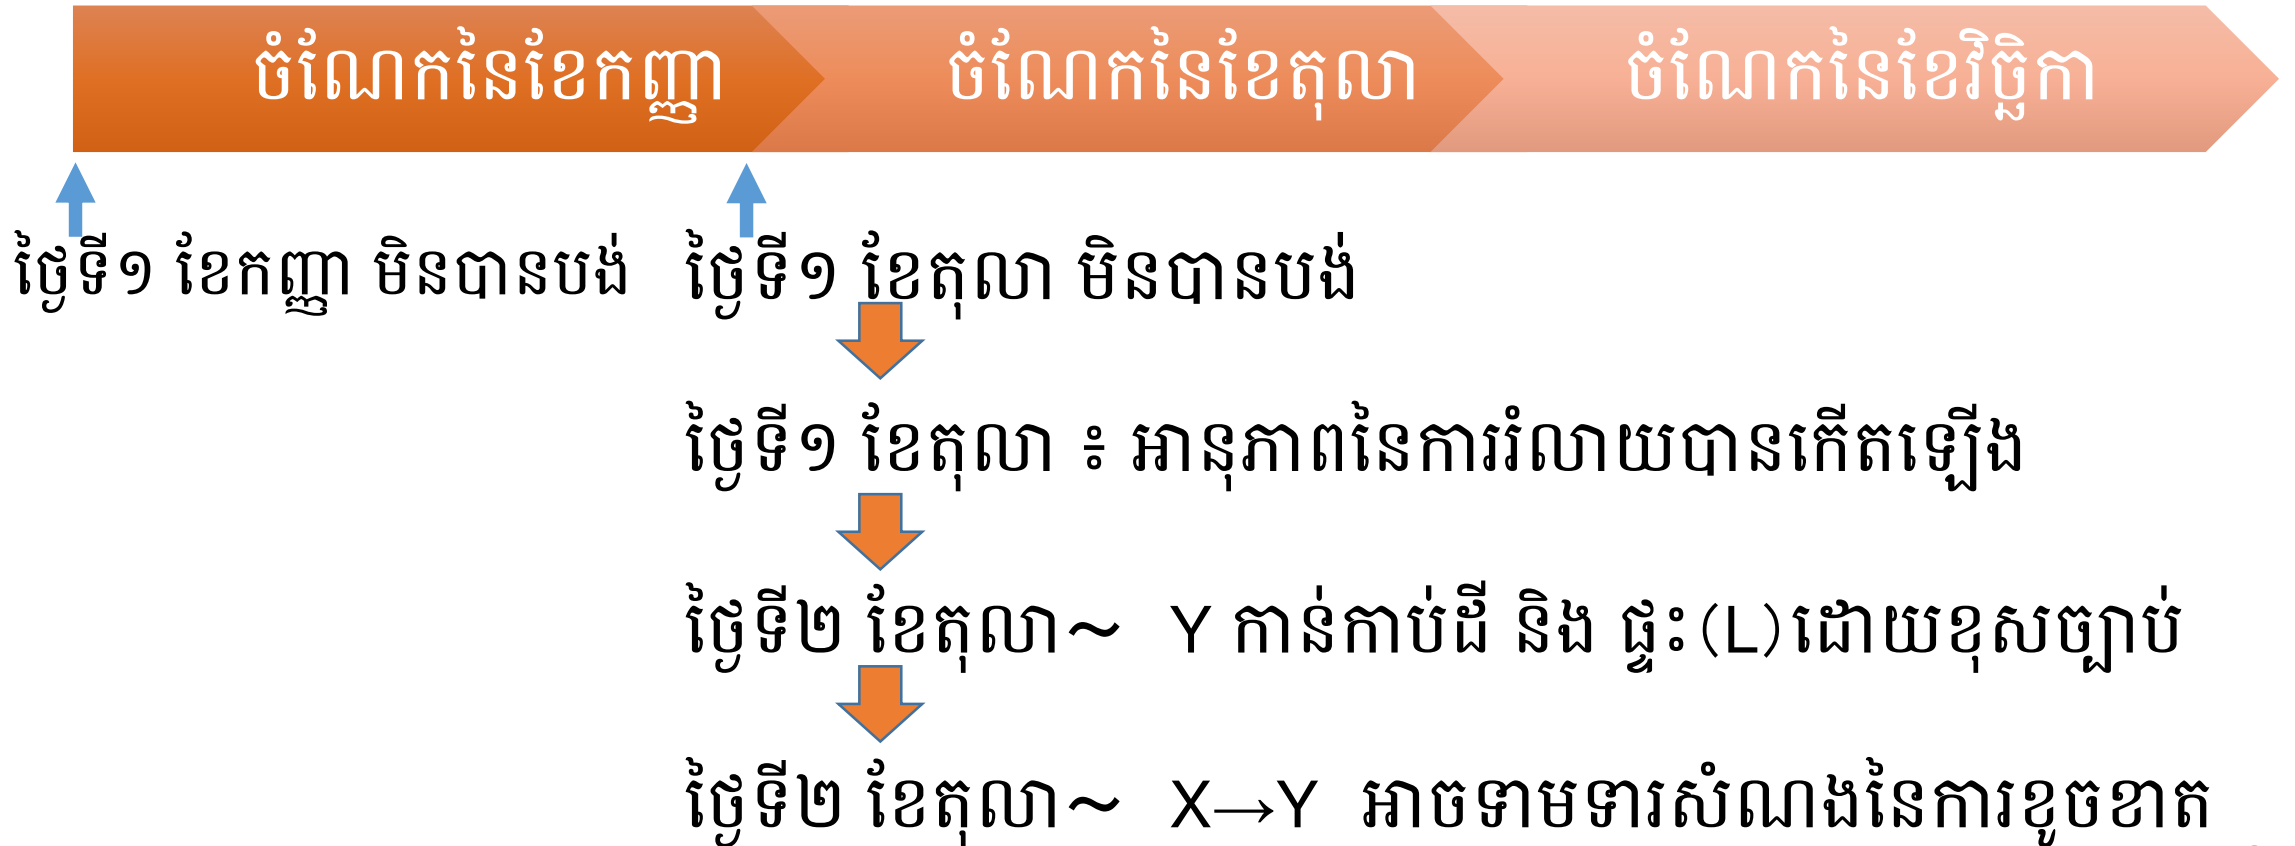 ចំណែកនៃខែកញ្ញា ចំណែកនៃខែតុលា ចំណែកនៃខែវិច្ឆិកា
ថ្ងៃទី១ ខែកញ្ញា មិនបានបង់ ថ្ងៃទី១ ខែតុលា មិនបានបង់
ថ្ងៃទី១ ខែតុលា ៖ អានុភាពនៃការរំលាយបានកើតឡើង
ថ្ងៃទី២ ខែតុលា～ Y កាន់កាប់ដី និង ផ្ទះ(L)ដោយខុសច្បាប់
ថ្ងៃទី២ ខែតុលា～ X→Y អាចទាមទារសំណងនៃការខូចខាត